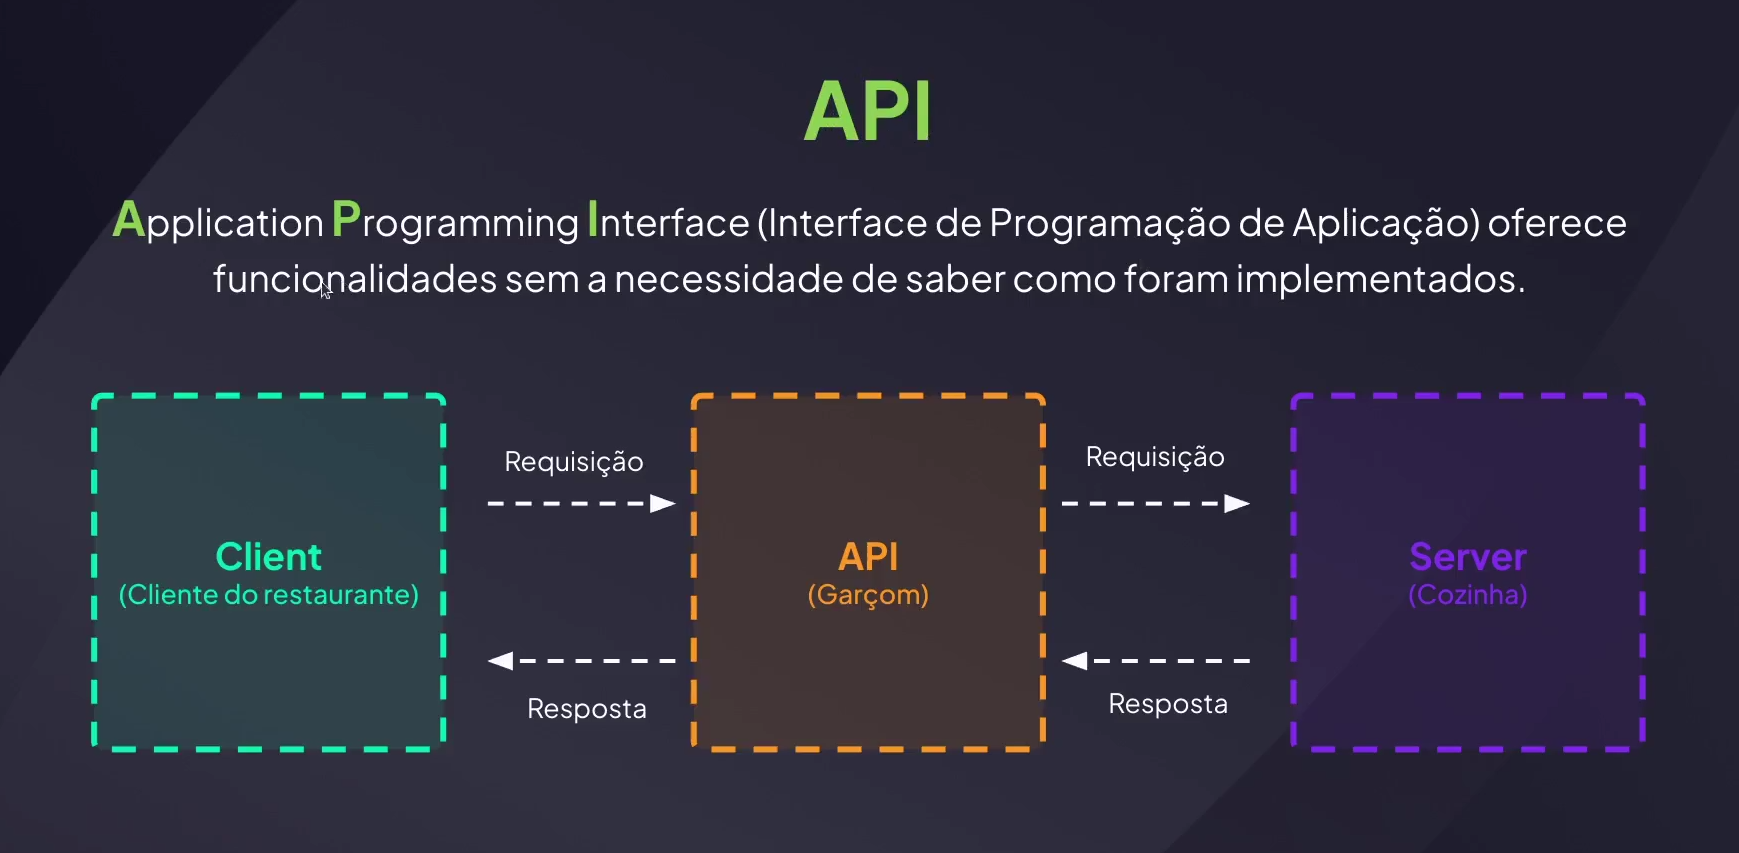 API
Application Programming Interface (Interface de Programação de Aplicação) oferece
funcionalidades sem a necessidade de saber como foram implementados.
Requisição
Requisição
Client
(Cliente do restaurante)
API
(Garçom)
Server
(Cozinha)
Resposta
Resposta